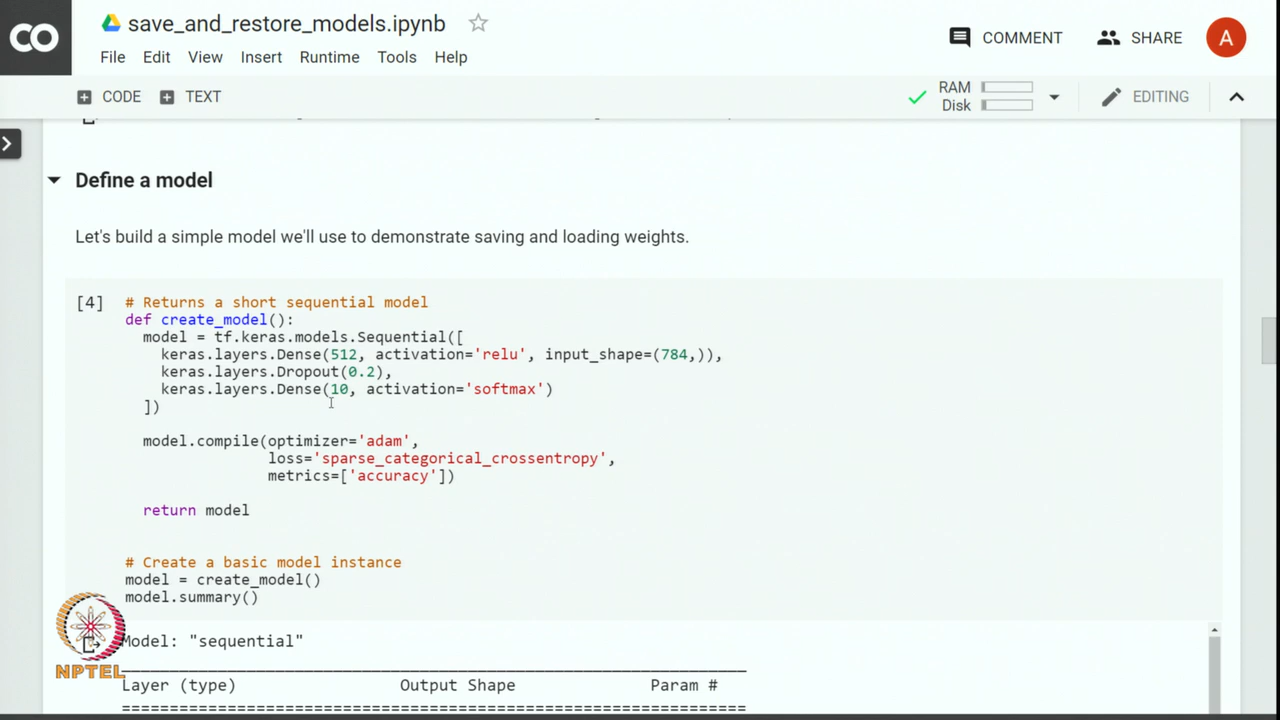 CO save_and_restore_models.ipynb
File Edit View Insert Runtime Tools Help
COMMENT SHARE A
CODE TEXT RAM Disk EDITING
Define a model
Let's build a simple model we'll use to demonstrate saving and loading weights.
[4] # Returns a short sequential model
def create_model():
model = tf.keras.models.Sequential([
keras.layers.Dense(512, activation='relu', input_shape=(784,)),
keras.layers.Dropout(0.2),
keras.layers.Dense(10, activation='softmax')
])
model.compile(optimizer='adam',
loss='sparse_categorical_crossentropy',
metrics=['accuracy'])
return model
# Create a basic model instance
model = create_model()
model.summary()
Model: "sequential"
NPTEL
Layer (type) Output Shape Param #